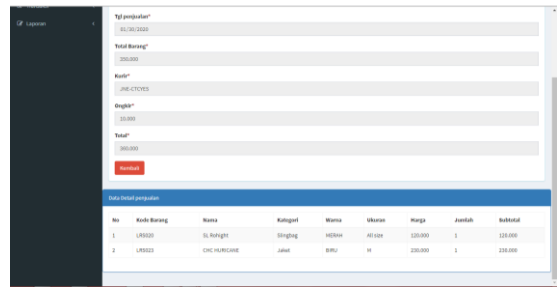 Laporan
Tgl penjualan*
01/30/2020
Total Barang*
350.000
Kurir*
JNE-CTCYES
Ongkir*
10.000
Total*
360.000
Kembali
Data Detail penjualan
No Kode Barang Nama Kategori Warna Ukuran Harga Jumlah Subtotal
1 LRS020 SL Rohight Slingbag MERAH All size 120.000 1 120.000
2 LRS023 CHC HURICANE Jaket BIRU M 230.000 1 230.000